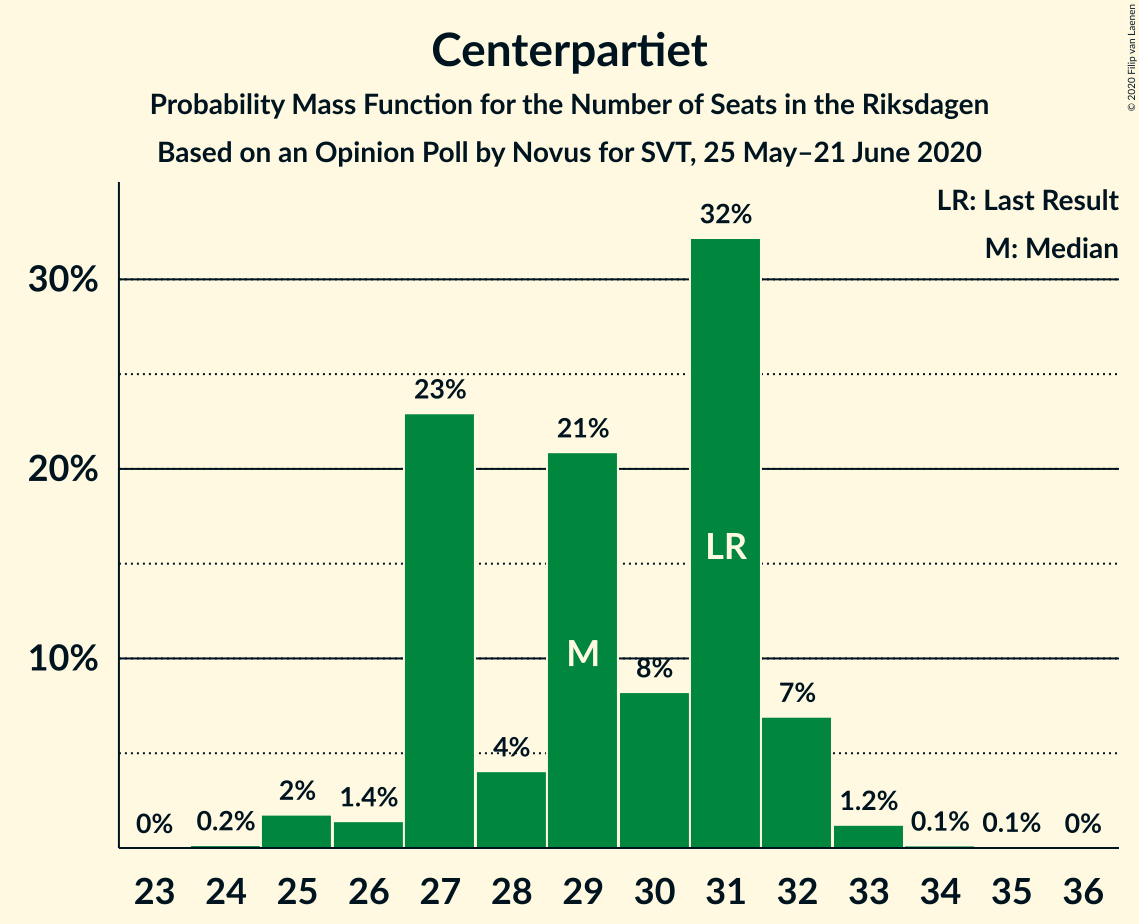 Centerpartiet
Probability Mass Function for the Number of Seats in the Riksdagen
Based on an Opinion Poll by Novus for SVT, 25 May–21 June 2020
© 2020 Filip van Laenen
LR: Last Result
M: Median
30%
20%
10%
0%
0.2%
2%
1.4%
23%
4%
21%
8%
32%
7%
1.2%
0.1%
0.1%
0%
M
LR
23 24 25 26 27 28 29 30 31 32 33 34 35 36